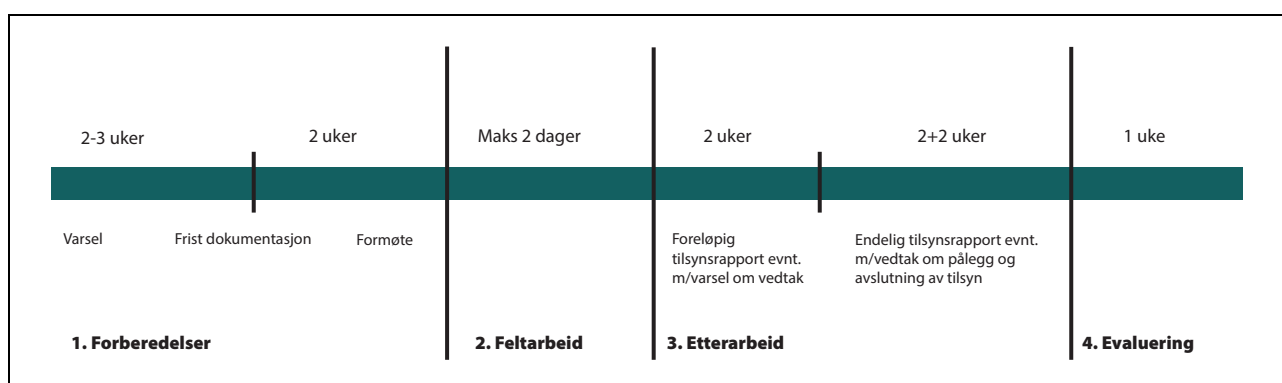 2-3 uker
2 uker
Maks 2 dager
2 uker
2+2 uker
1 uke
Varsel
Frist dokumentasjon
Formøte
Foreløpig
tilsynsrapport evnt.
m/varsel om vedtak
Endelig tilsynsrapport evnt.
m/vedtak om pålegg og
avslutning av tilsyn
1. Forberedelser
2. Feltarbeid
3. Etterarbeid
4. Evaluering